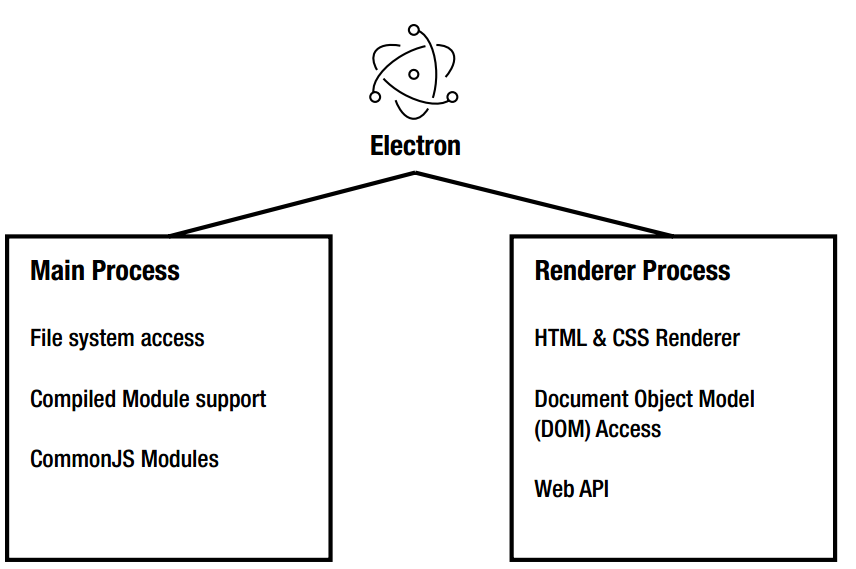 Electron
Main Process
File system access
Compiled Module support
CommonJS Modules
Renderer Process
HTML & CSS Renderer
Document Object Model
(DOM) Access
Web API